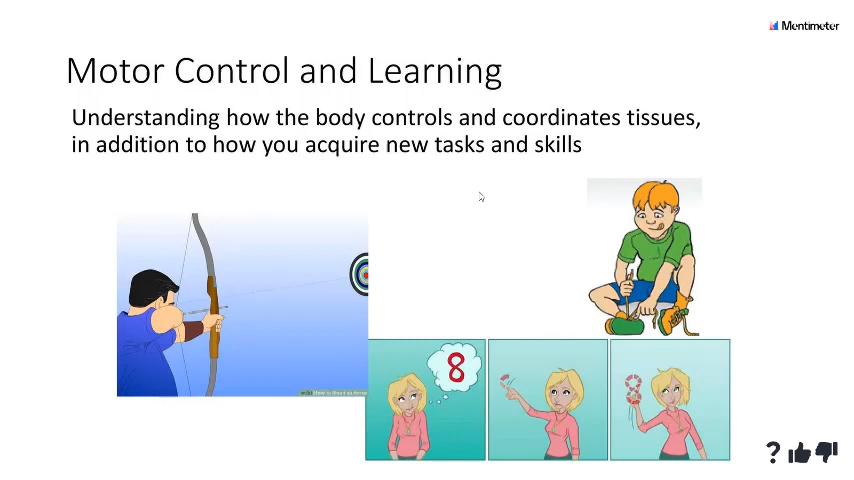 Mentimeter
Motor Control and Learning
Understanding how the body controls and coordinates tissues,
in addition to how you acquire new tasks and skills
8
8
?